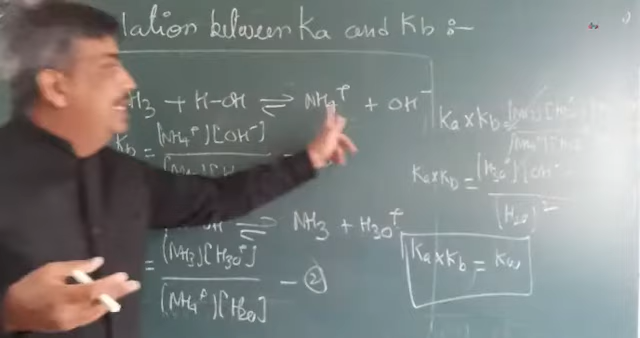 lation between Ka and Kb :-
H3 + H-OH ⇌ NH4+ + OH-
Kb = [NH4+][OH-]
⇌ NH3 + H3O+
= [NH3][H3O+] / [NH4+][H2O] - ②
Ka x Kb =
Ka x Kb = [H3O+][OH- / [H2O]2
Ka x Kb = Kw